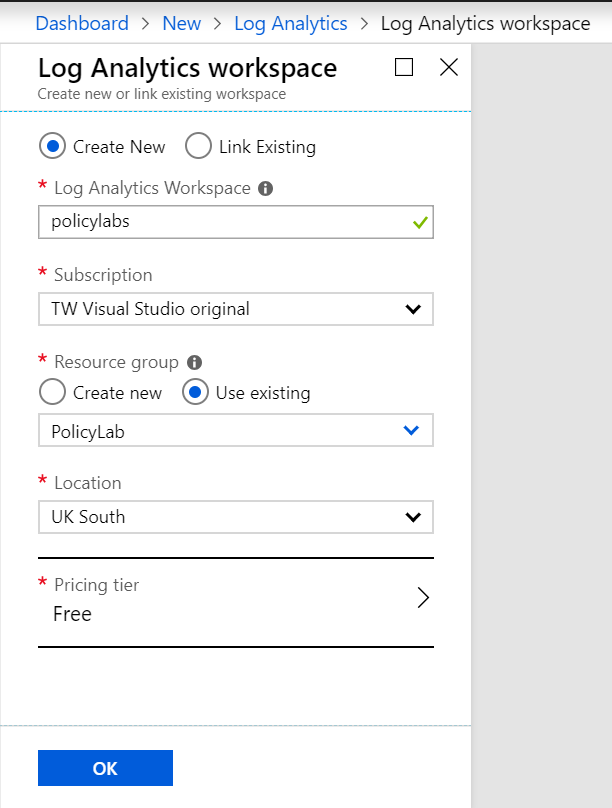 Dashboard > New > Log Analytics > Log Analytics workspace
Log Analytics workspace
Create new or link existing workspace
Create New Link Existing
* Log Analytics Workspace
policylabs
* Subscription
TW Visual Studio original
* Resource group
Create new Use existing
PolicyLab
* Location
UK South
* Pricing tier
Free
OK